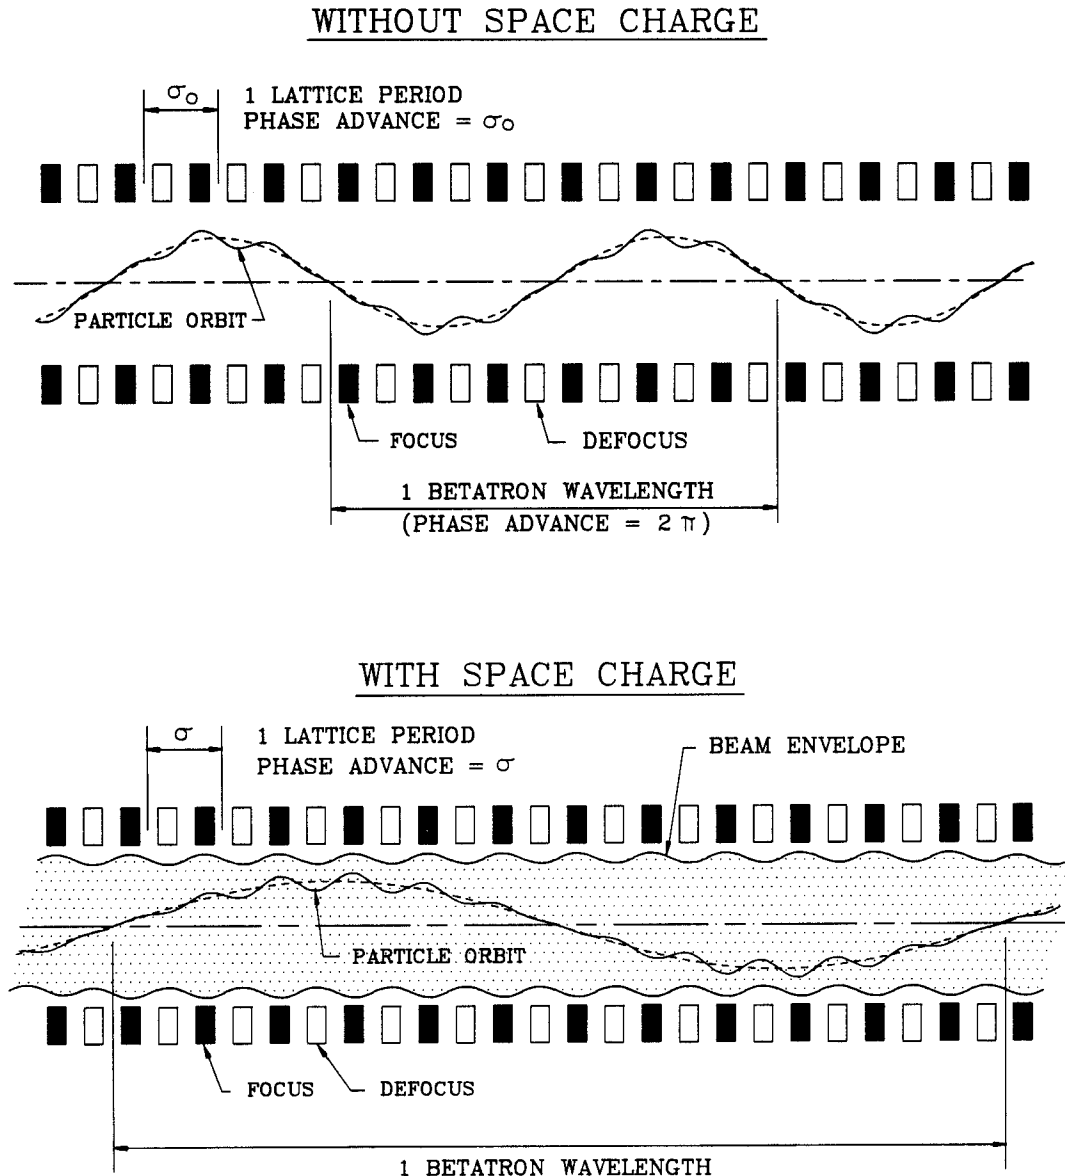 WITHOUT SPACE CHARGE
σ₀
1 LATTICE PERIOD
PHASE ADVANCE = σ₀
PARTICLE ORBIT
FOCUS
DEFOCUS
1 BETATRON WAVELENGTH
(PHASE ADVANCE = 2 π)
WITH SPACE CHARGE
σ
1 LATTICE PERIOD
PHASE ADVANCE = σ
BEAM ENVELOPE
PARTICLE ORBIT
FOCUS
DEFOCUS
1 BETATRON WAVELENGTH